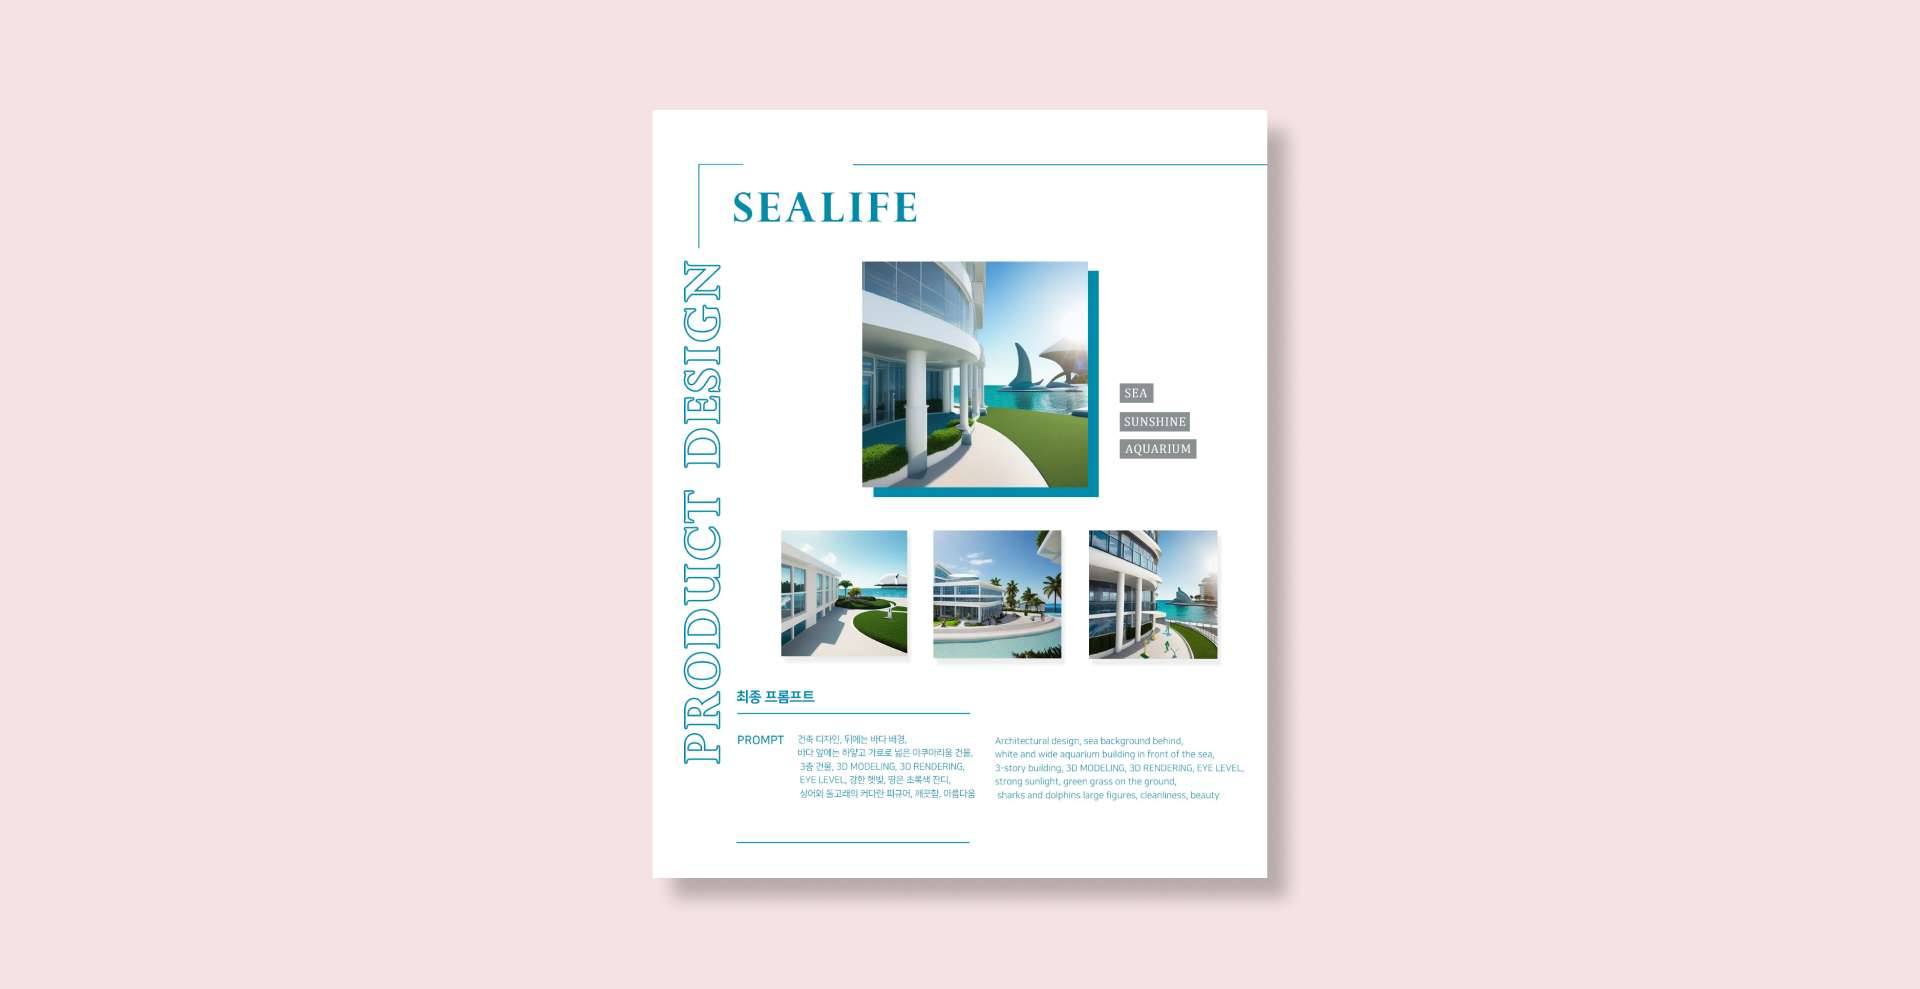 SEALIFE
PRODUCT DESIGN
SEA
SUNSHINE
AQUARIUM
최종 프롬프트
PROMPT
건축 디자인, 뒤에는 바다 배경,
바다 앞에는 하얗고 가로로 넓은 아쿠아리움 건물,
3층 건물, 3D MODELING, 3D RENDERING,
EYE LEVEL, 강한 햇빛, 땅은 초록색 잔디,
상어와 돌고래의 커다란 피규어, 깨끗함, 아름다움
Architectural design, sea background behind,
white and wide aquarium building in front of the sea,
3-story building, 3D MODELING, 3D RENDERING, EYE LEVEL,
strong sunlight, green grass on the ground,
sharks and dolphins large figures, cleanliness, beauty